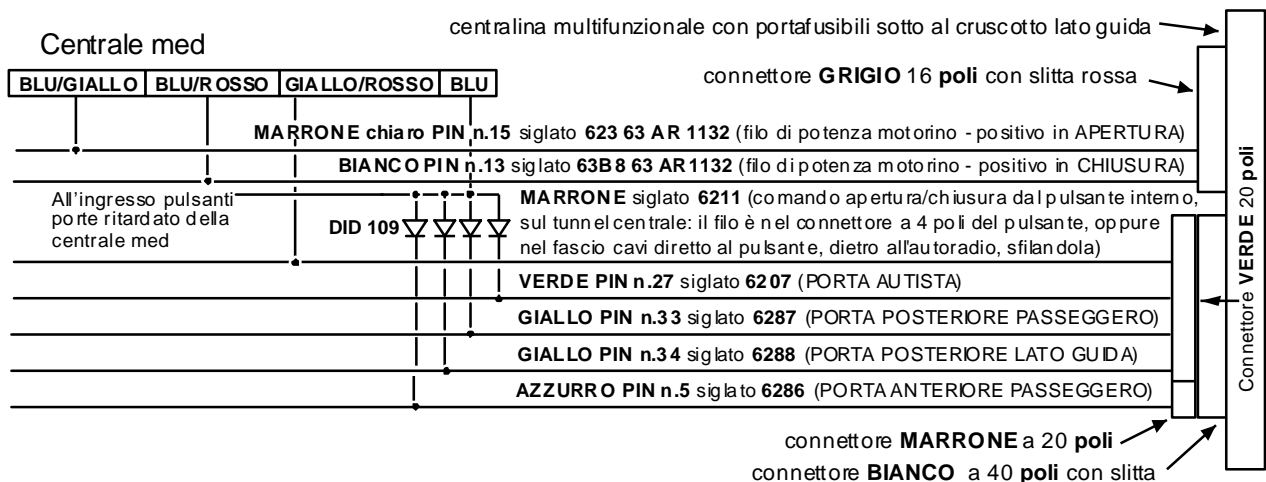 centralina multifunzionale con portafusibili sotto al cruscotto lato guida
Centrale med
connettore GRIGIO 16 poli con slitta rossa
BLU/GIALLO BLU/ROSSO GIALLO/ROSSO BLU
MARRONE chiaro PIN n.15 siglato 623 63 AR 1132 (filo di potenza motorino - positivo in APERTURA)
BIANCO PIN n.13 siglato 63B8 63 AR 1132 (filo di potenza motorino - positivo in CHIUSURA)
All'ingresso pulsanti
porte ritardato della
centrale med
DID 109
MARRONE siglato 6211 (comando apertura/chiusura dal pulsante interno,
sul tunnel centrale: il filo è nel connettore a 4 poli del pulsante, oppure
nel fascio cavi diretto al pulsante, dietro all'autoradio, sfilandola)
VERDE PIN n.27 siglato 6207 (PORTA AUTISTA)
GIALLO PIN n.33 siglato 6287 (PORTA POSTERIORE PASSEGGERO)
GIALLO PIN n.34 siglato 6288 (PORTA POSTERIORE LATO GUIDA)
AZZURRO PIN n.5 siglato 6286 (PORTA ANTERIORE PASSEGGERO)
Connettore VERDE 20 poli
connettore MARRONE a 20 poli
connettore BIANCO a 40 poli con slitta